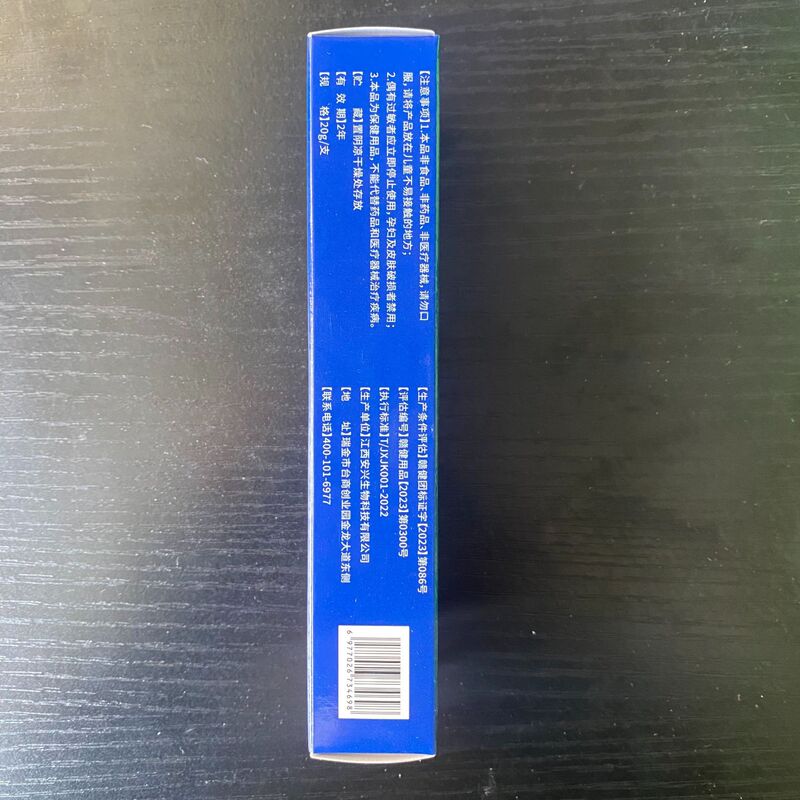 【注意事项】1.本品非食品、非药品、非医疗器械,请勿口
服,请将产品放在儿童不易接触的地方;
2.偶有过敏者应立即停止使用,孕妇及皮肤破损者禁用;
3.本品为保健用品,不能代替药品和医疗器械治疗疾病。
【贮　　藏】置阴凉干燥处存放
【有 效 期】2年
【规　　格】20g/支
【生产条件评估】赣健团标证字【2023】第086号
【评估编号】赣健用品【2023】第0300号
【执行标准】T/JXJK001-2022
【生产单位】江西安兴生物科技有限公司
【地　　址】瑞金市台商创业园金龙大道东侧
【联系电话】400-101-6977
6 977026 734698